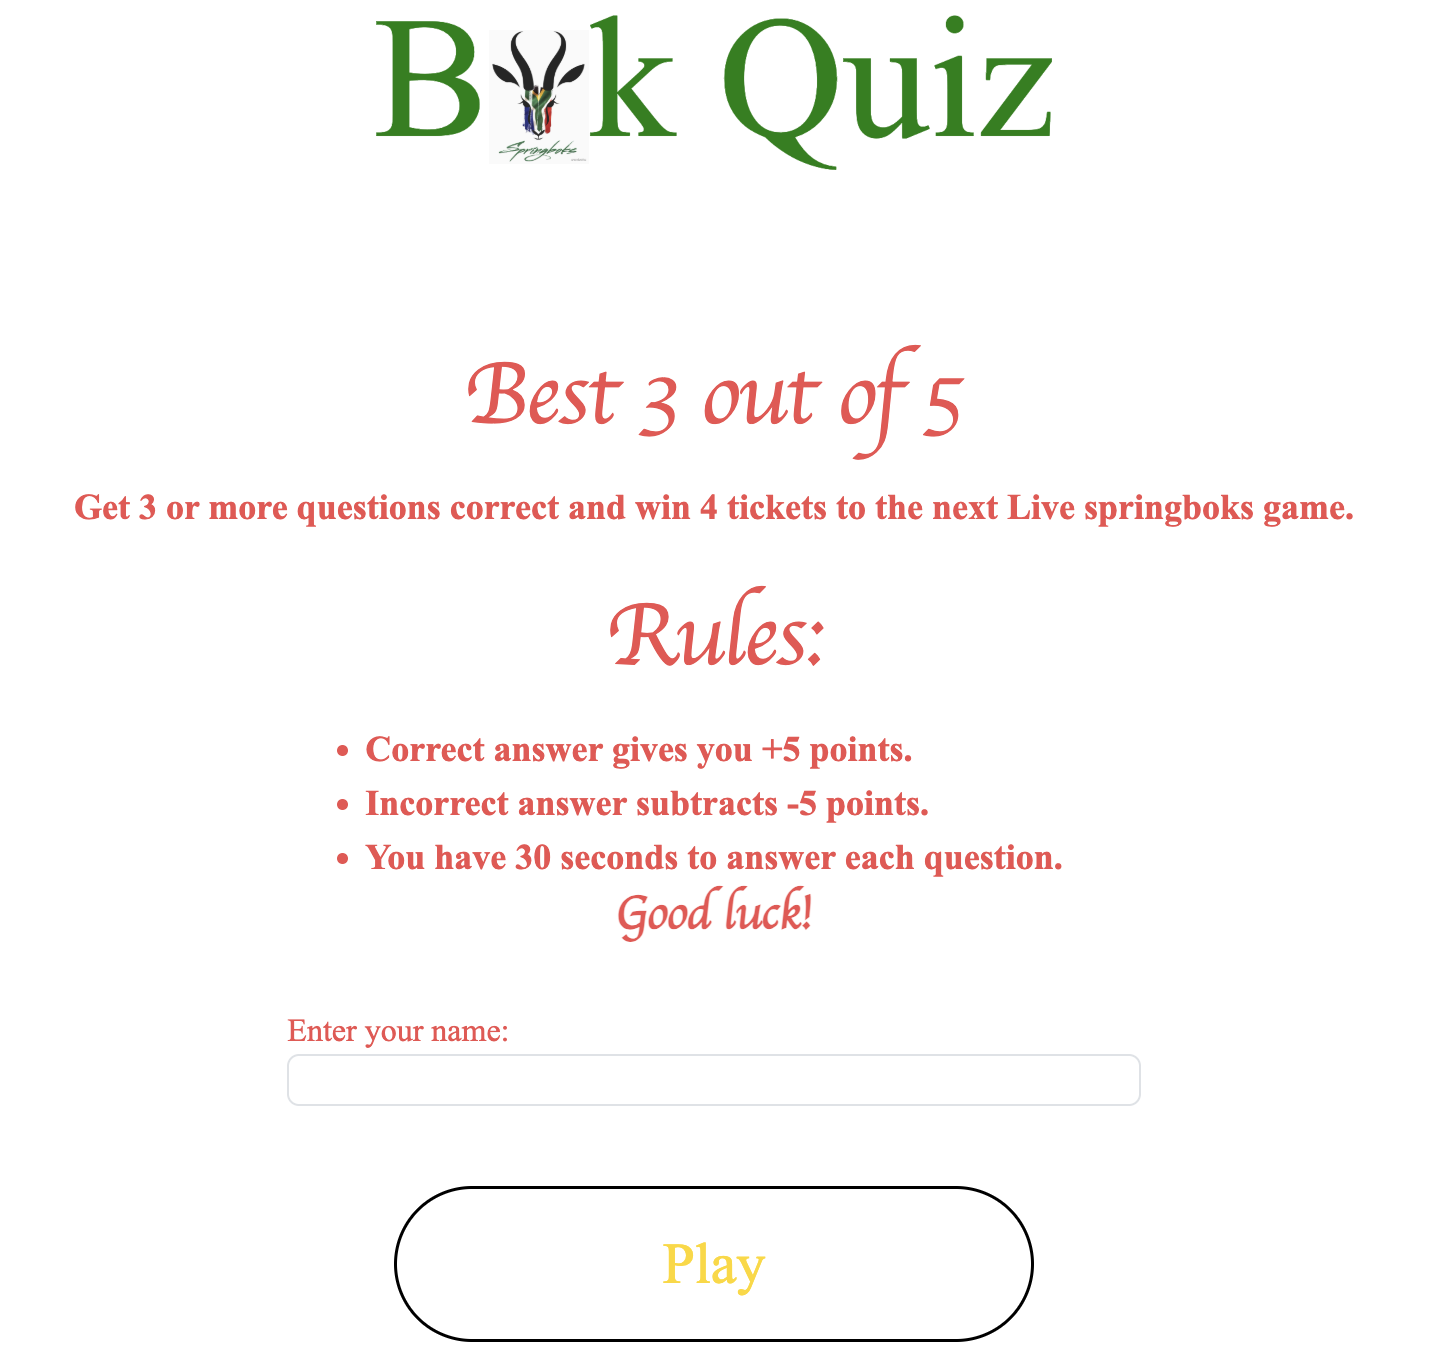 B k Quiz
Springboks
Best 3 out of 5
Get 3 or more questions correct and win 4 tickets to the next Live springboks game.
Rules:
• Correct answer gives you +5 points.
• Incorrect answer subtracts -5 points.
• You have 30 seconds to answer each question.
Good luck!
Enter your name:
Play